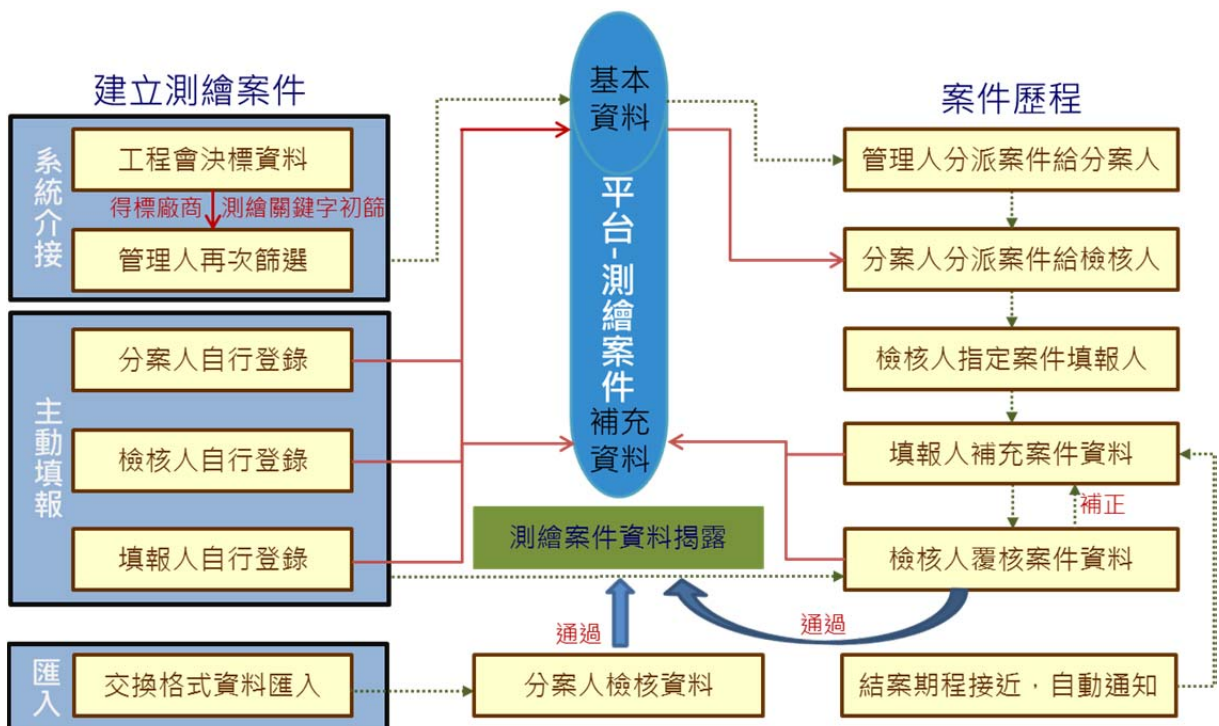 建立測繪案件
系統介接
工程會決標資料
得標廠商
測繪關鍵字初篩
管理人再次篩選
主動填報
分案人自行登錄
檢核人自行登錄
填報人自行登錄
匯入
交換格式資料匯入
基本
資料
平台-測繪案件
補充
資料
測繪案件資料揭露
通過
分案人檢核資料
案件歷程
管理人分派案件給分案人
分案人分派案件給檢核人
檢核人指定案件填報人
填報人補充案件資料
補正
檢核人覆核案件資料
通過
結案期程接近，自動通知